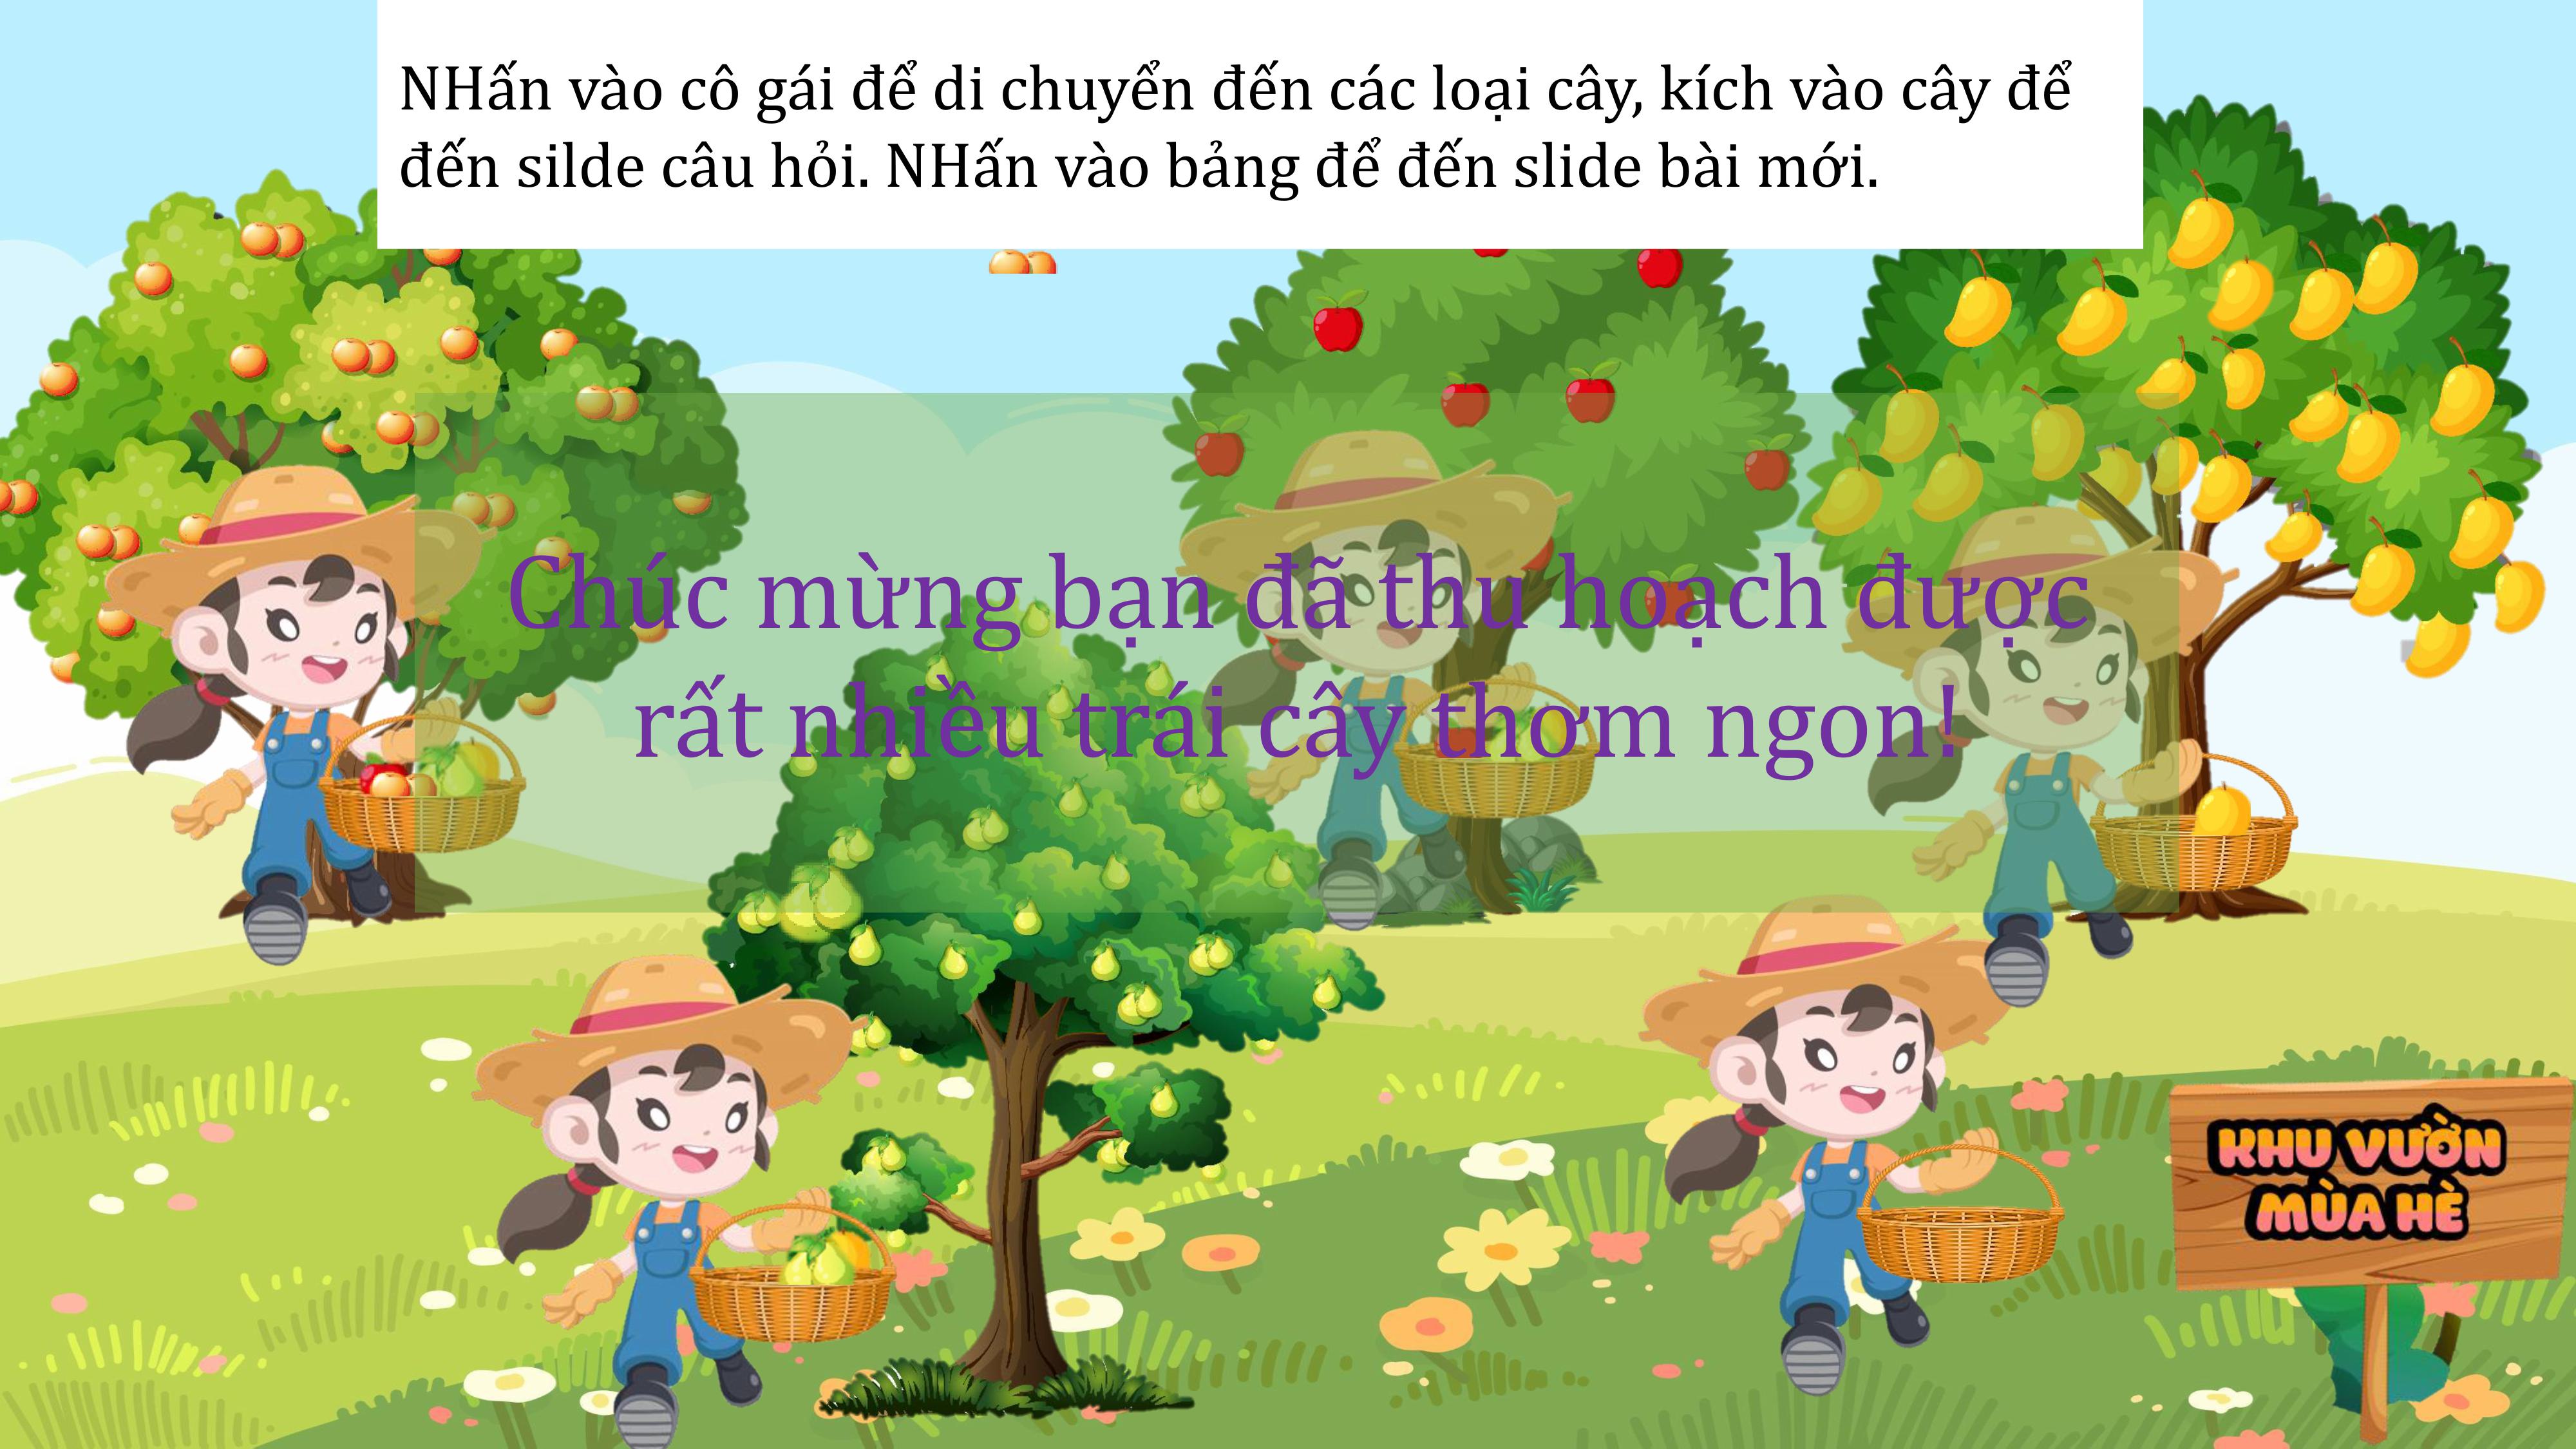 NHấn vào cô gái để di chuyển đến các loại cây, kích vào cây để
đến silde câu hỏi. NHấn vào bảng để đến slide bài mới.
Chúc mừng bạn đã thu hoạch được
rất nhiều trái cây thơm ngon!
KHU VƯỜN
MÙA HÈ